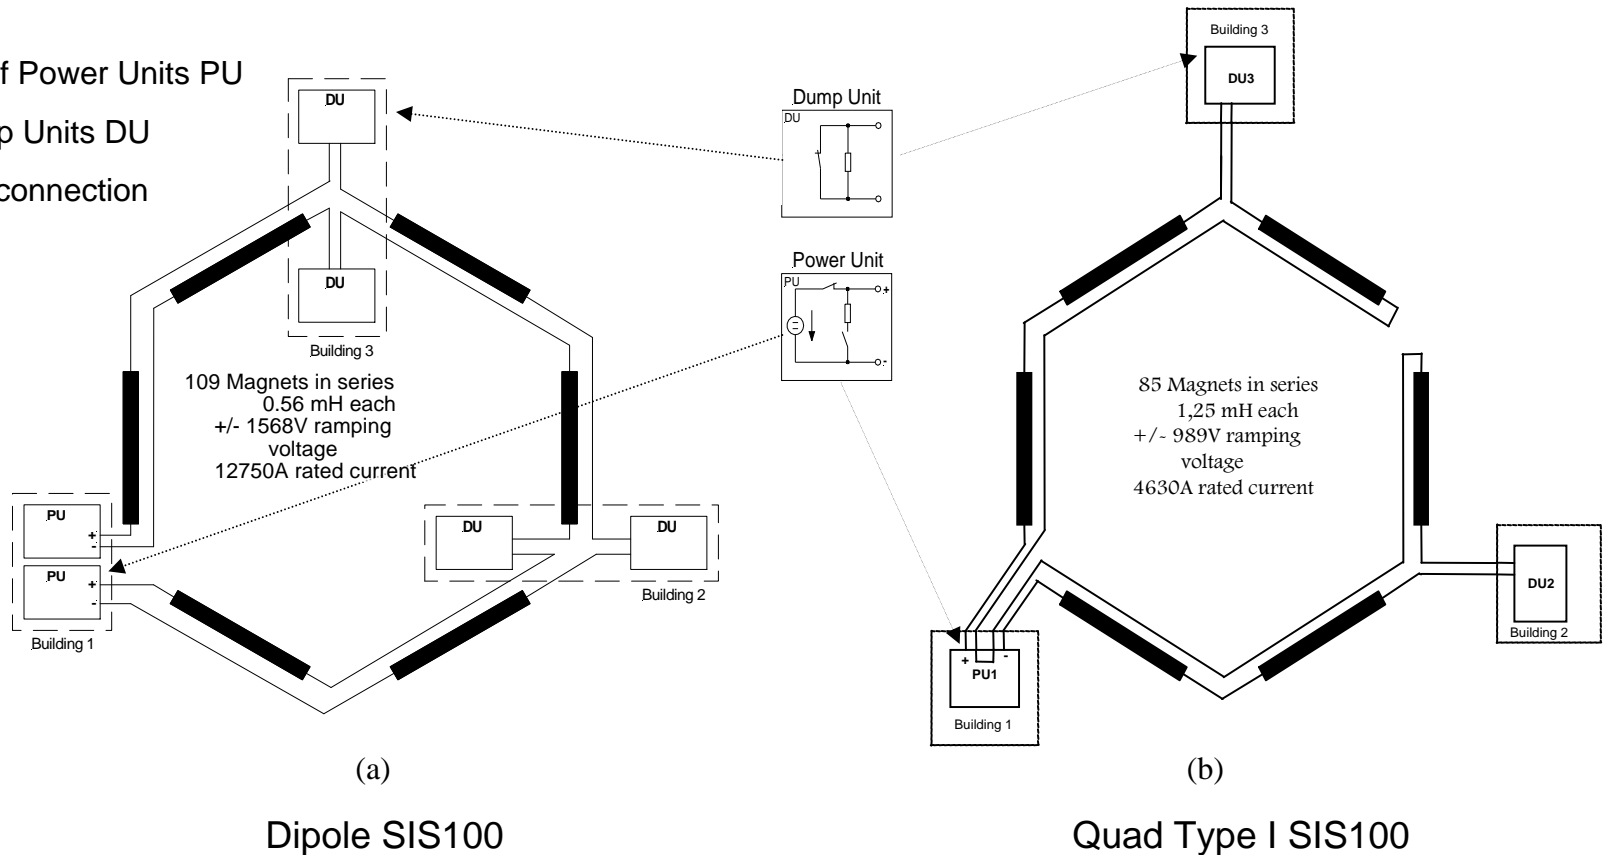 f Power Units PU
p Units DU
connection
DU
DU
Building 3
109 Magnets in series
0.56 mH each
+/- 1568V ramping
voltage
12750A rated current
PU
+
-
PU
+
-
Building 1
DU
DU
Building 2
(a)
Dipole SIS100
Dump Unit
DU
Power Unit
PU
+
-
=
Building 3
DU3
85 Magnets in series
1,25 mH each
+/- 989V ramping
voltage
4630A rated current
DU2
Building 2
+ -
PU1
Building 1
(b)
Quad Type I SIS100